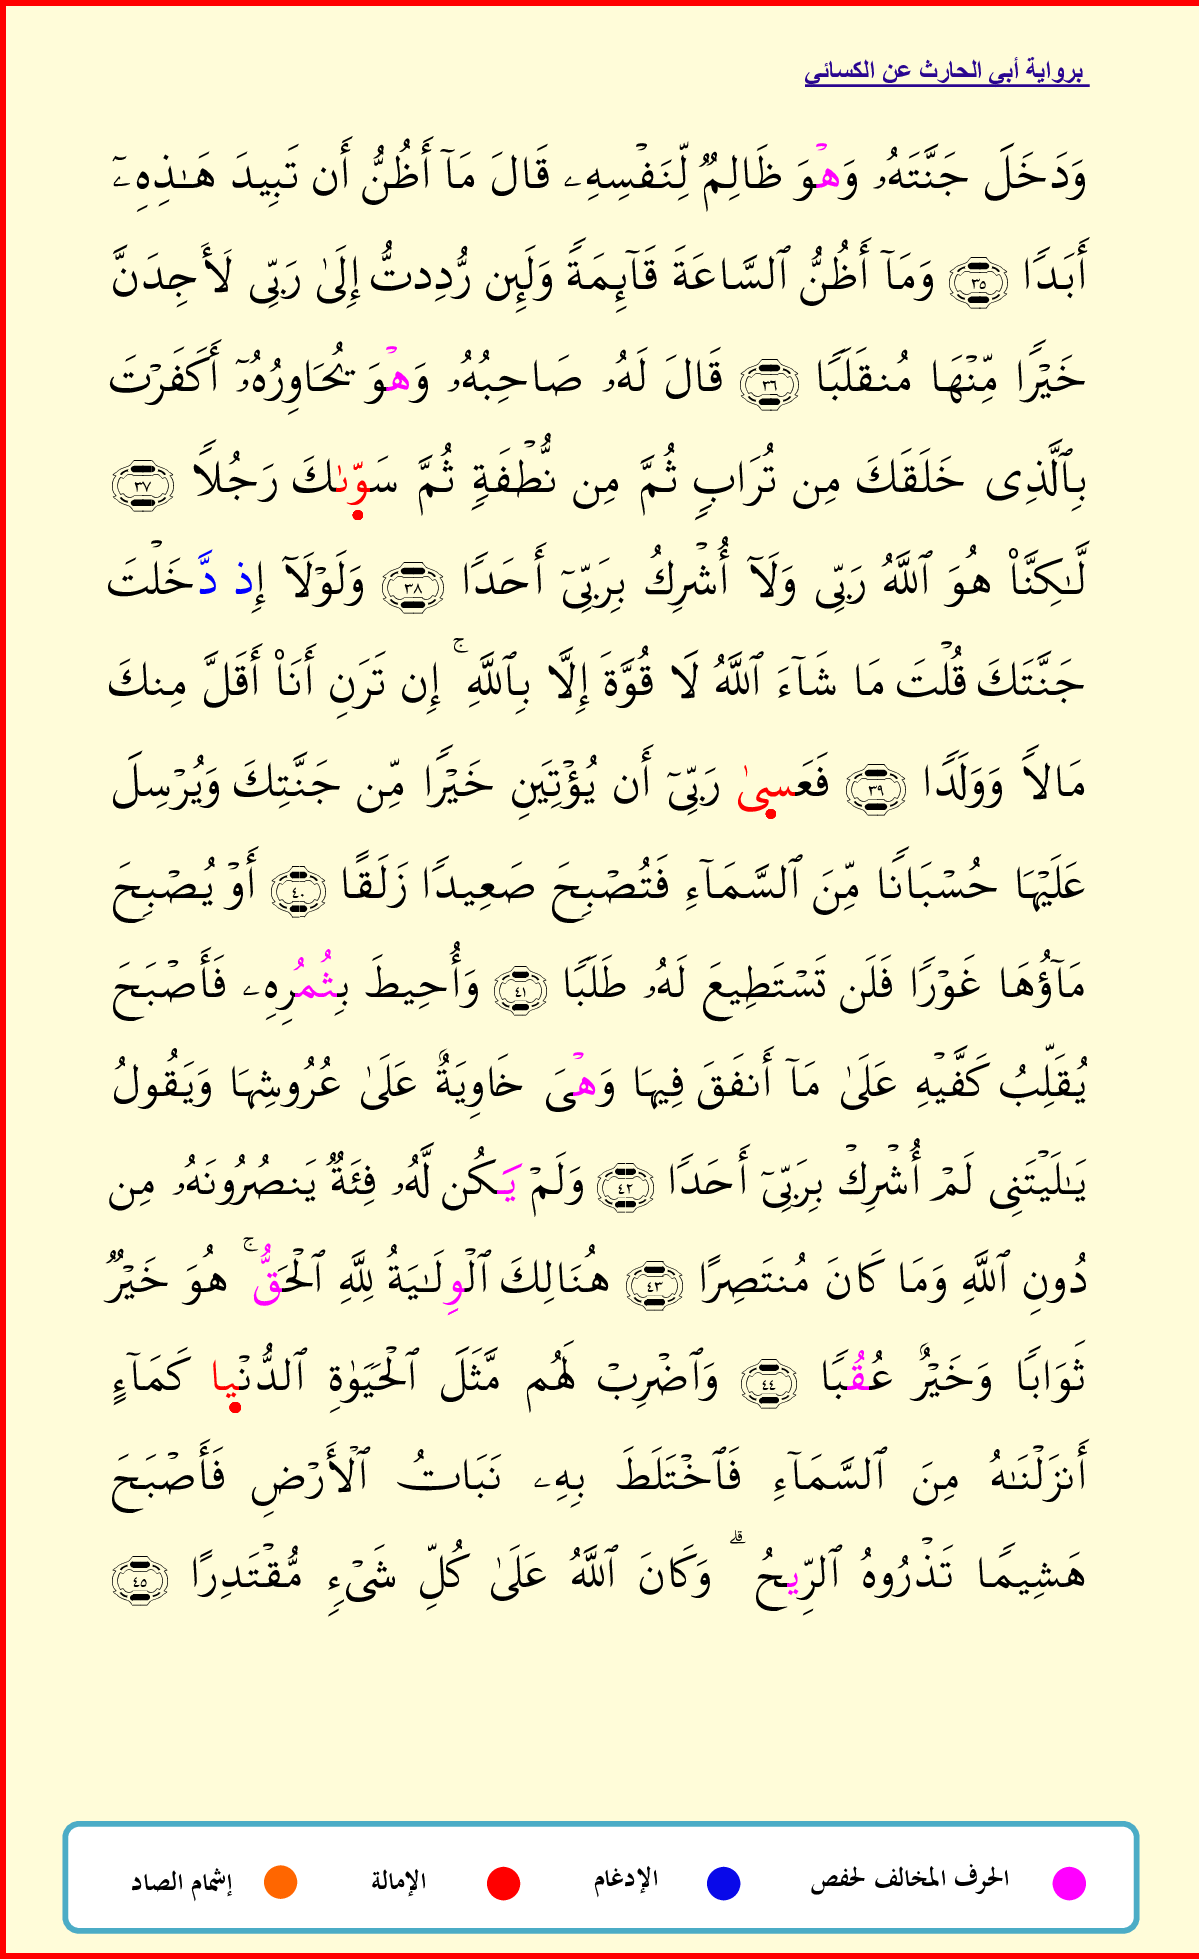 برواية أبي الحارث عن الكسائي
وَدَخَلَ جَنَّتَهُۥ وَهۡوَ ظَالِمٞ لِّنَفۡسِهِۦ قَالَ مَآ أَظُنُّ أَن تَبِيدَ هَٰذِهِۦٓ
أَبَدٗا ٣٥ وَمَآ أَظُنُّ ٱلسَّاعَةَ قَآئِمَةٗ وَلَئِن رُّدِدتُّ إِلَىٰ رَبِّي لَأَجِدَنَّ
خَيۡرٗا مِّنۡهَا مُنقَلَبٗا ٣٦ قَالَ لَهُۥ صَاحِبُهُۥ وَهۡوَ يُحَاوِرُهُۥٓ أَكَفَرۡتَ
بِٱلَّذِي خَلَقَكَ مِن تُرَابٖ ثُمَّ مِن نُّطۡفَةٖ ثُمَّ سَوّىٰكَ رَجُلٗا ٣٧
لَّٰكِنَّا۠ هُوَ ٱللَّهُ رَبِّي وَلَآ أُشۡرِكُ بِرَبِّيٓ أَحَدٗا ٣٨ وَلَوۡلَآ إِذ دَّخَلۡتَ
جَنَّتَكَ قُلۡتَ مَا شَآءَ ٱللَّهُ لَا قُوَّةَ إِلَّا بِٱللَّهِۚ إِن تَرَنِ أَنَا۠ أَقَلَّ مِنكَ
مَالٗا وَوَلَدٗا ٣٩ فَعَسىٰ رَبِّيٓ أَن يُؤۡتِيَنِ خَيۡرٗا مِّن جَنَّتِكَ وَيُرۡسِلَ
عَلَيۡهَا حُسۡبَانٗا مِّنَ ٱلسَّمَآءِ فَتُصۡبِحَ صَعِيدٗا زَلَقًا ٤٠ أَوۡ يُصۡبِحَ
مَآؤُهَا غَوۡرٗا فَلَن تَسۡتَطِيعَ لَهُۥ طَلَبٗا ٤١ وَأُحِيطَ بِثُمُرِهِۦ فَأَصۡبَحَ
يُقَلِّبُ كَفَّيۡهِ عَلَىٰ مَآ أَنفَقَ فِيهَا وَهۡيَ خَاوِيَةٌ عَلَىٰ عُرُوشِهَا وَيَقُولُ
يَٰلَيۡتَنِي لَمۡ أُشۡرِكۡ بِرَبِّيٓ أَحَدٗا ٤٢ وَلَمۡ يَكُن لَّهُۥ فِئَةٞ يَنصُرُونَهُۥ مِن
دُونِ ٱللَّهِ وَمَا كَانَ مُنتَصِرًا ٤٣ هُنَالِكَ ٱلۡوِلَٰيَةُ لِلَّهِ ٱلۡحَقُّۚ هُوَ خَيۡرٞ
ثَوَابٗا وَخَيۡرٌ عُقُبٗا ٤٤ وَٱضۡرِبۡ لَهُم مَّثَلَ ٱلۡحَيَوٰةِ ٱلدُّنۡيا كَمَآءٍ
أَنزَلۡنَٰهُ مِنَ ٱلسَّمَآءِ فَٱخۡتَلَطَ بِهِۦ نَبَاتُ ٱلۡأَرۡضِ فَأَصۡبَحَ
هَشِيمٗا تَذۡرُوهُ ٱلرِّيحُۗ وَكَانَ ٱللَّهُ عَلَىٰ كُلِّ شَيۡءٖ مُّقۡتَدِرًا ٤٥
الحرف المخالف لحفص الإدغام الإمالة إشمام الصاد